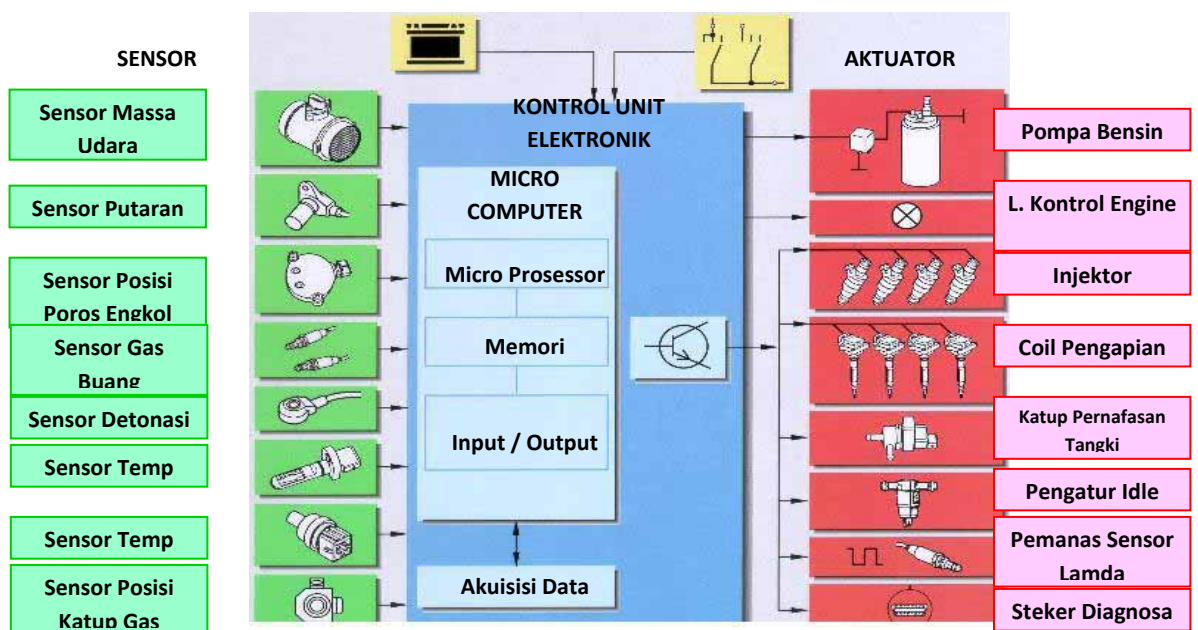 SENSOR
AKTUATOR
Sensor Massa
Udara
Sensor Putaran
Sensor Posisi
Poros Engkol
Sensor Gas
Buang
Sensor Detonasi
Sensor Temp
Sensor Temp
Sensor Posisi
Katup Gas
KONTROL UNIT
ELEKTRONIK
MICRO
COMPUTER
Micro Prosessor
Memori
Input / Output
Akuisisi Data
Pompa Bensin
L. Kontrol Engine
Injektor
Coil Pengapian
Katup Pernafasan
Tangki
Pengatur Idle
Pemanas Sensor
Lamda
Steker Diagnosa